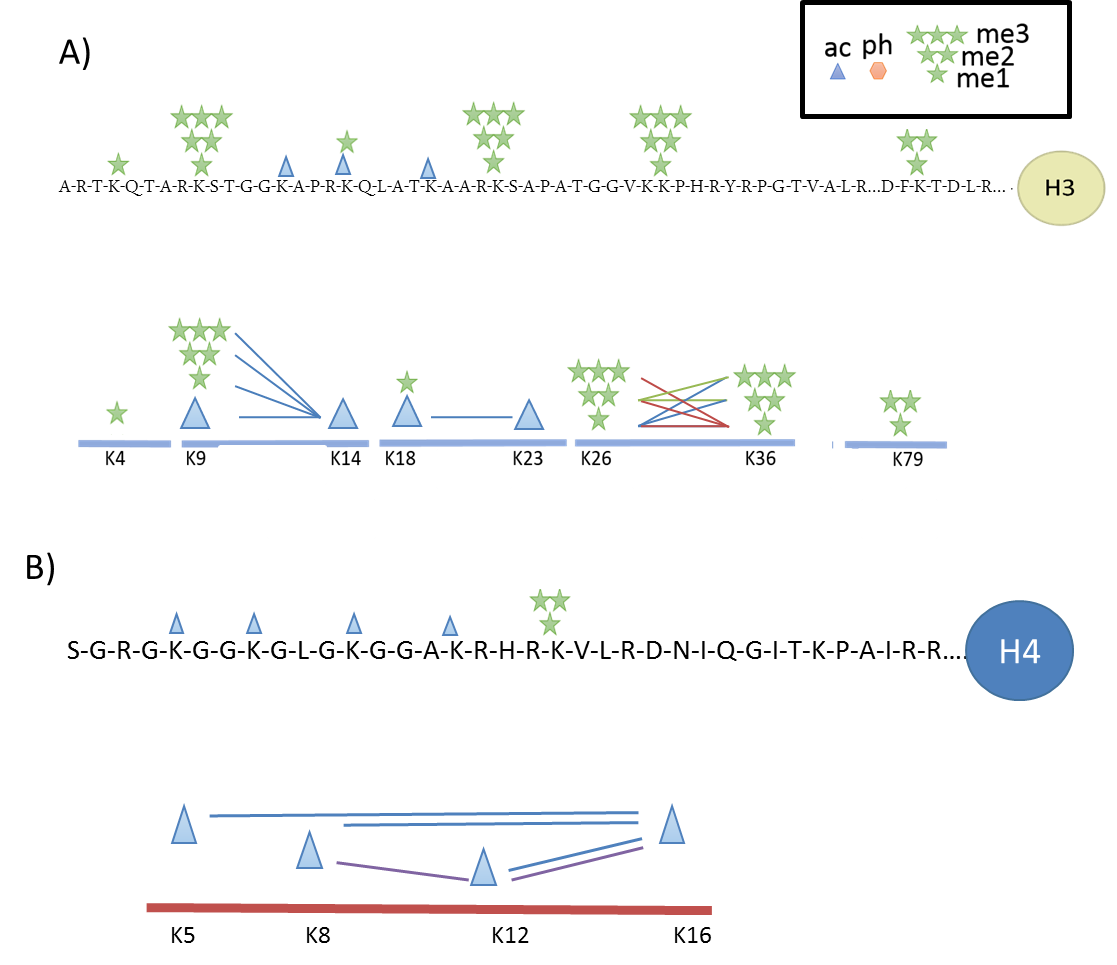 A)
ac ph me3
me2
me1
A-R-T-K-Q-T-A-R-K-S-T-G-G-K-A-P-R-K-Q-L-A-T-K-A-A-R-K-S-A-P-A-T-G-G-V-K-K-P-H-R-Y-R-P-G-T-V-A-L-R...D-F-K-T-D-L-R... .
H3
K4 K9 K14 K18 K23 K26 K36 K79
B)
S-G-R-G-K-G-G-K-G-L-G-K-G-G-A-K-R-H-R-K-V-L-R-D-N-I-Q-G-I-T-K-P-A-I-R-R....
H4
K5 K8 K12 K16